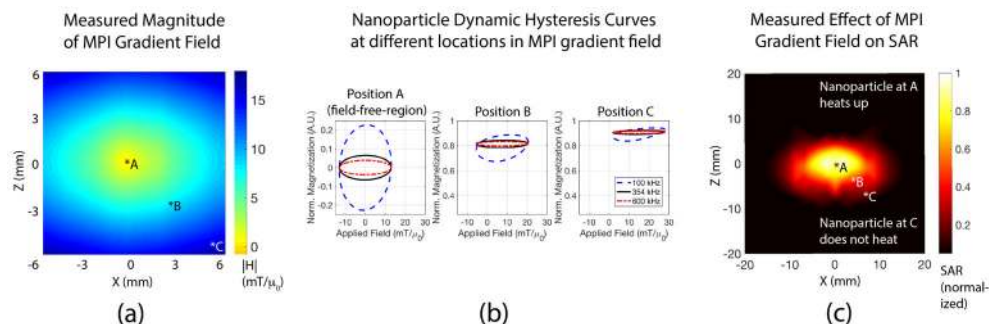 Measured Magnitude
of MPI Gradient Field
6
3
0
-3
-6
Z (mm)
-6
-3
0
3
6
X (mm)
*A
*B
*C
15
10
5
0
|H|
(mT/μ₀)
(a)
Nanoparticle Dynamic Hysteresis Curves
at different locations in MPI gradient field
Position A
(field-free-region)
Norm. Magnetization (A.U.)
0.2
0.1
0
-0.1
-0.2
-10 0 10 20 30
Applied Field (mT/μ₀)
Position B
Norm. Magnetization (A.U.)
1
0.8
0.6
0.4
-10 0 10 20 30
Applied Field (mT/μ₀)
Position C
Norm. Magnetization (A.U.)
1
0.8
0.6
0.4
100 kHz
354 kHz
600 kHz
-10 0 10 20 30
Applied Field (mT/μ₀)
(b)
Measured Effect of MPI
Gradient Field on SAR
20
10
0
-10
-20
Z (mm)
Nanoparticle at A
heats up
*A
*B
*C
Nanoparticle at C
does not heat
-20
-10
0
10
20
X (mm)
1
0.8
0.6
0.4
0.2
SAR
(normal-
ized)
(c)